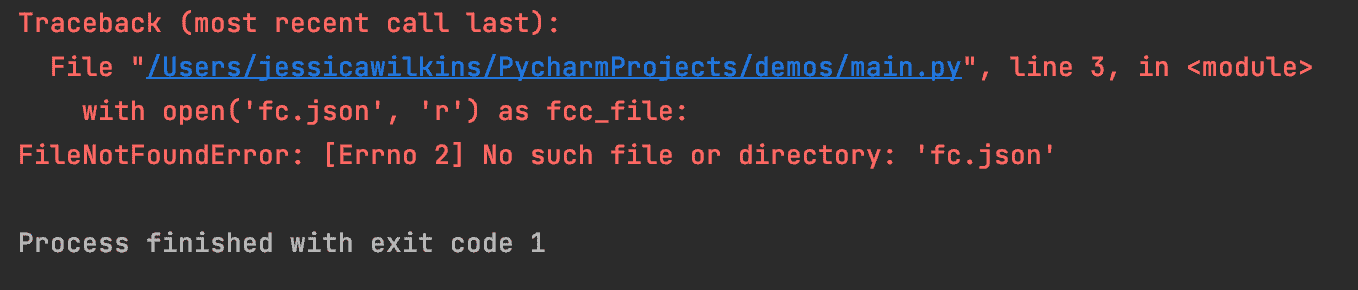 Traceback (most recent call last):
  File "/Users/jessicawilkins/PycharmProjects/demos/main.py", line 3, in <module>
    with open('fc.json', 'r') as fcc_file:
FileNotFoundError: [Errno 2] No such file or directory: 'fc.json'
Process finished with exit code 1